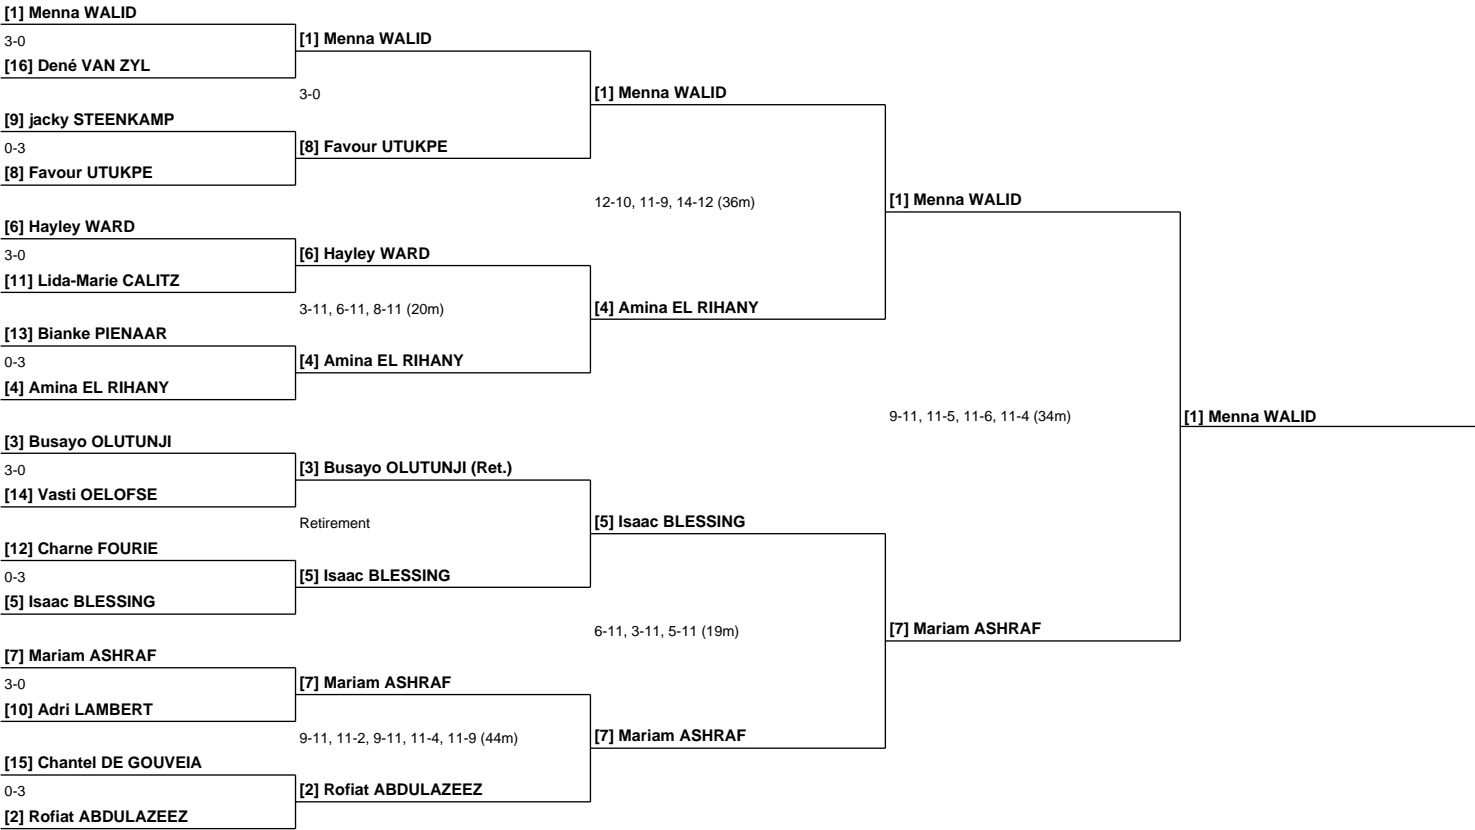 [1] Menna WALID
3-0
[16] Dené VAN ZYL
[9] jacky STEENKAMP
0-3
[8] Favour UTUKPE
[6] Hayley WARD
3-0
[11] Lida-Marie CALITZ
[13] Bianke PIENAAR
0-3
[4] Amina EL RIHANY
[3] Busayo OLUTUNJI
3-0
[14] Vasti OELOFSE
[12] Charne FOURIE
0-3
[5] Isaac BLESSING
[7] Mariam ASHRAF
3-0
[10] Adri LAMBERT
[15] Chantel DE GOUVEIA
0-3
[2] Rofiat ABDULAZEEZ
[1] Menna WALID
3-0
[8] Favour UTUKPE
[6] Hayley WARD
3-11, 6-11, 8-11 (20m)
[4] Amina EL RIHANY
[3] Busayo OLUTUNJI (Ret.)
Retirement
[5] Isaac BLESSING
[7] Mariam ASHRAF
9-11, 11-2, 9-11, 11-4, 11-9 (44m)
[2] Rofiat ABDULAZEEZ
[1] Menna WALID
12-10, 11-9, 14-12 (36m)
[4] Amina EL RIHANY
[5] Isaac BLESSING
6-11, 3-11, 5-11 (19m)
[7] Mariam ASHRAF
[1] Menna WALID
9-11, 11-5, 11-6, 11-4 (34m)
[7] Mariam ASHRAF
[1] Menna WALID